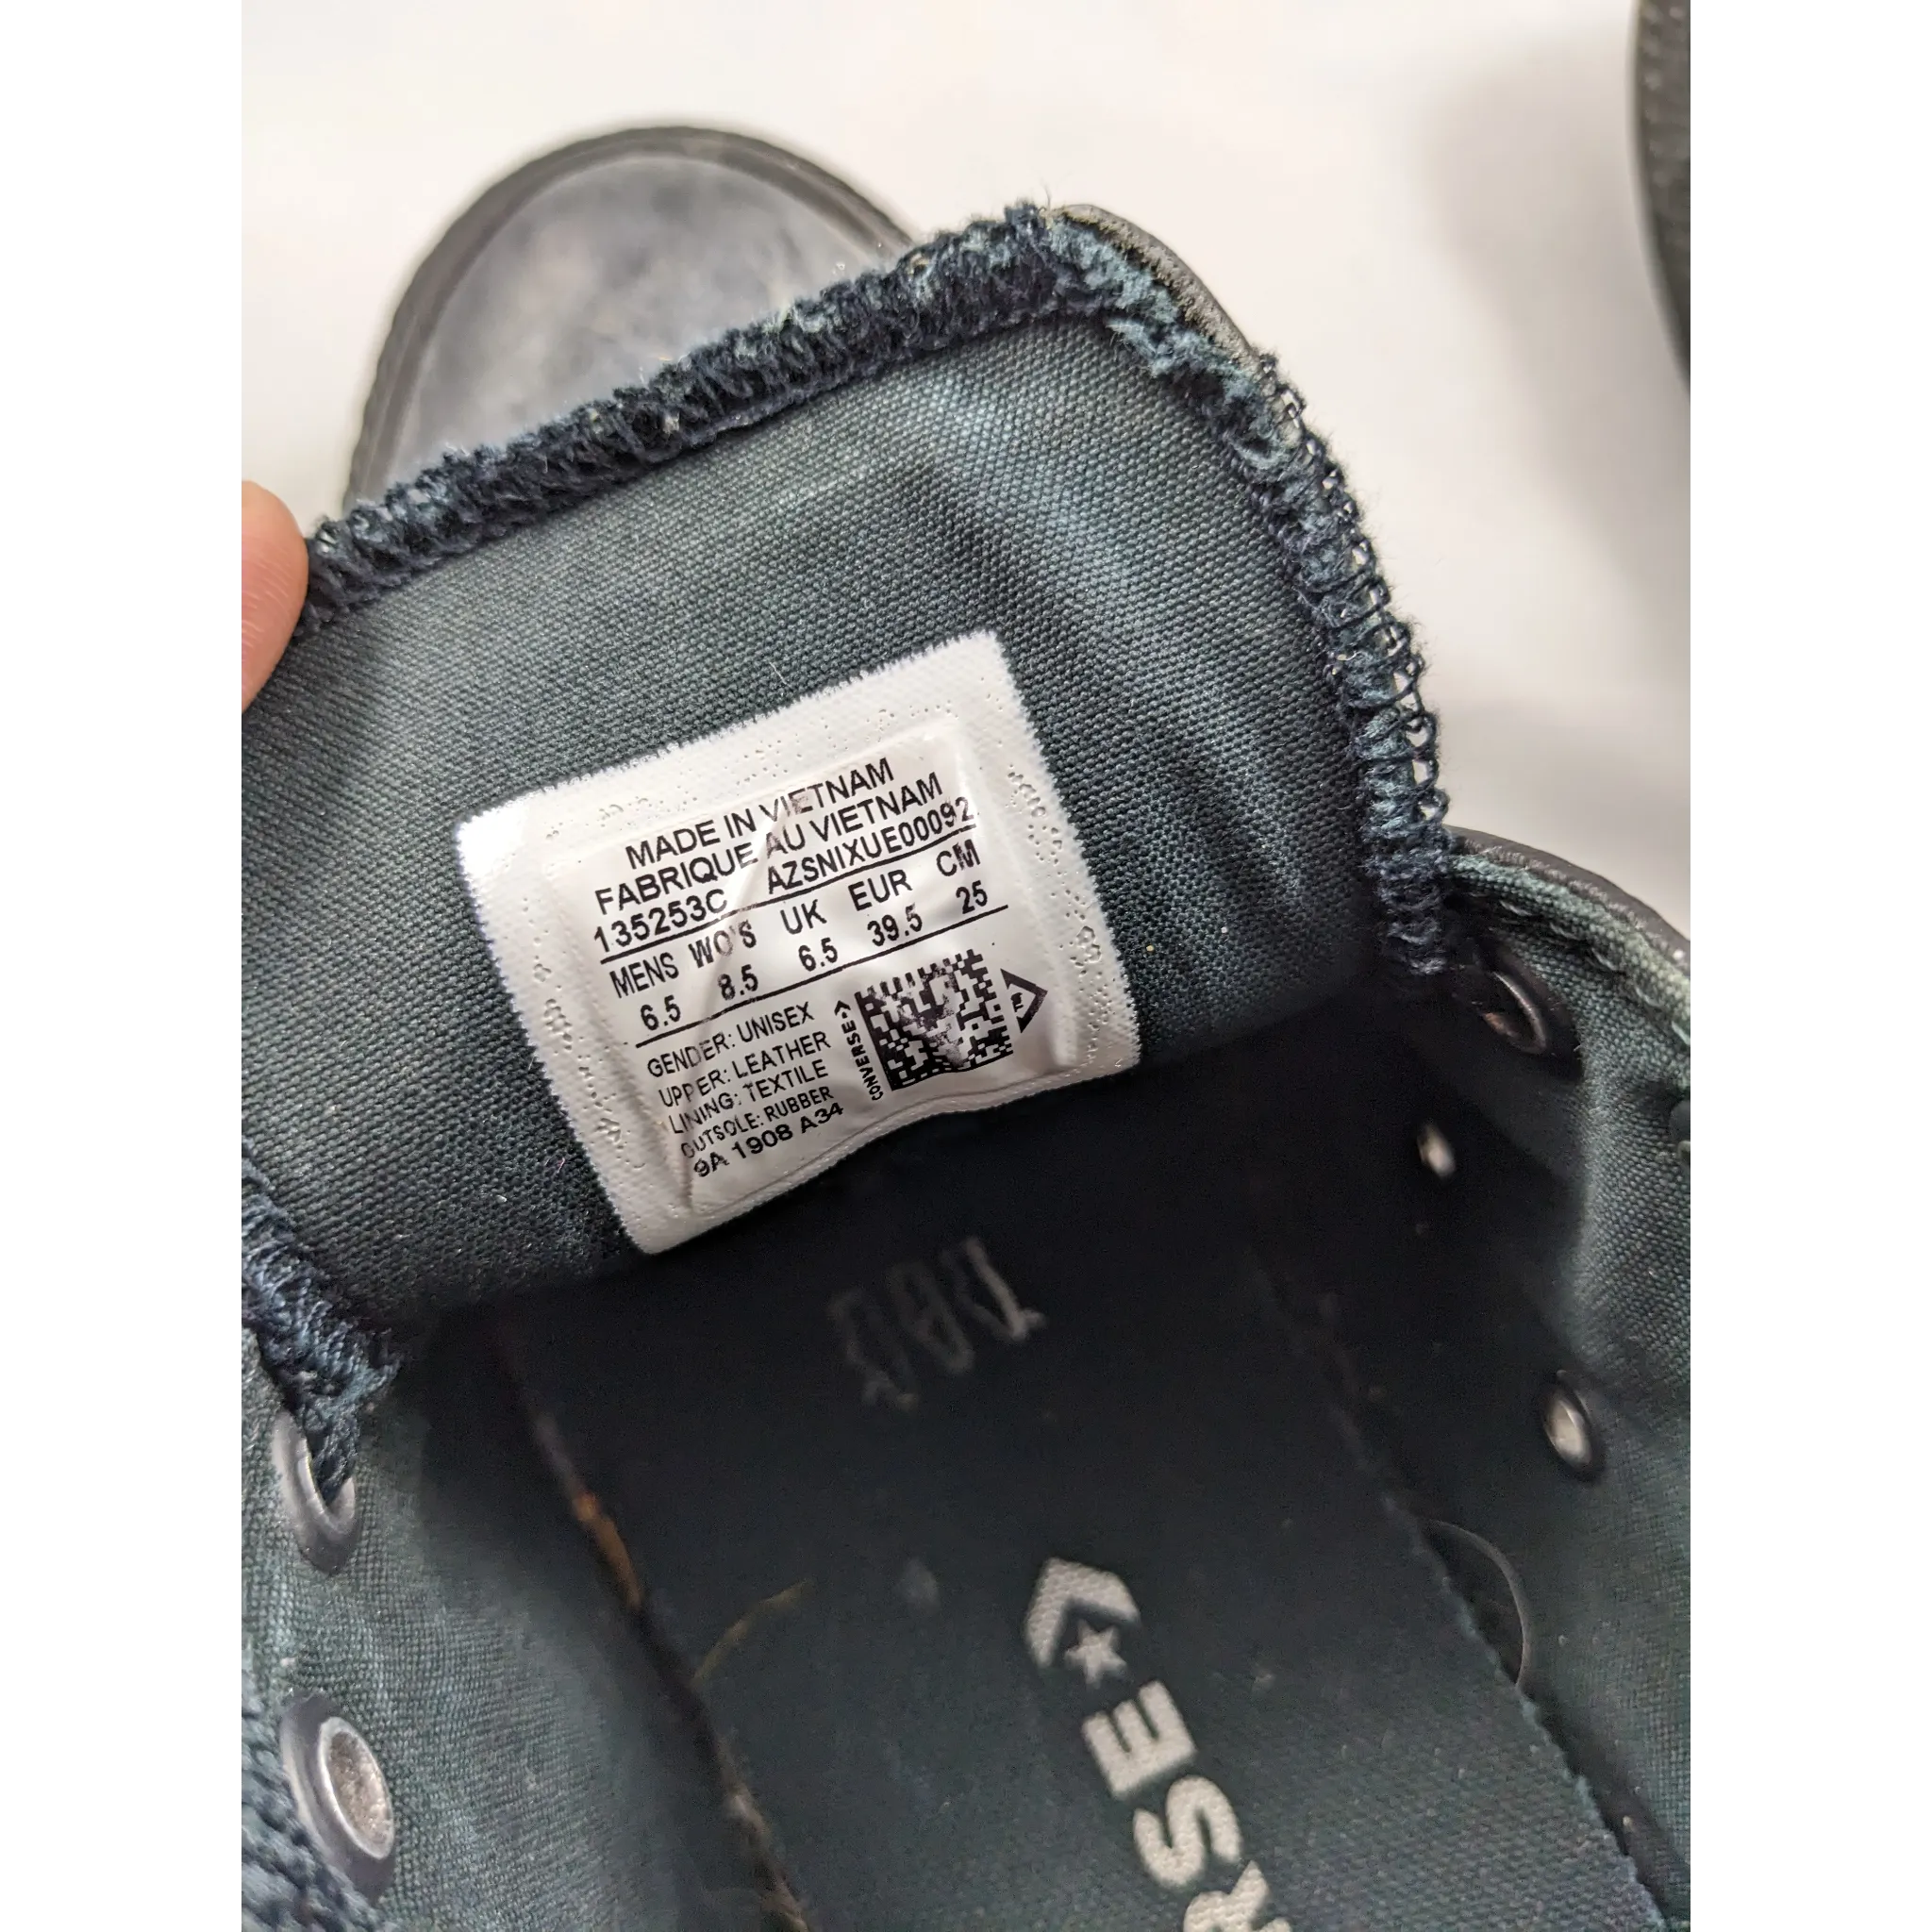 MADE IN VIETNAM
FABRIQUE AU VIETNAM
135253C AZSNIXUE00092
MENS WO'S UK EUR CM
6.5 8.5 6.5 39.5 25
GENDER: UNISEX
UPPER: LEATHER
LINING: TEXTILE
OUTSOLE: RUBBER
9A 1908 A34
CONVERSE
RSE